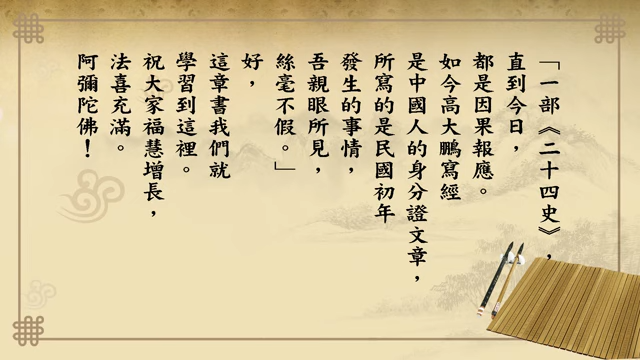 「一部《二十四史》，
直到今日，
都是因果報應。
如今高大鵬寫經
是中國人的身分證文章，
所寫的是民國初年
發生的事情，
吾親眼所見，
絲毫不假。」
好，
這章書我們就
學習到這裡。
祝大家福慧增長，
法喜充滿。
阿彌陀佛！